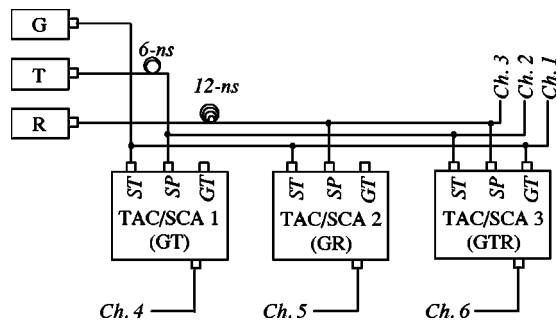 G
T
R
6-ns
12-ns
Ch. 3
Ch. 2
Ch. 1
ST
SP
GT
TAC/SCA 1
(GT)
ST
SP
GT
TAC/SCA 2
(GR)
ST
SP
GT
TAC/SCA 3
(GTR)
Ch. 4
Ch. 5
Ch. 6